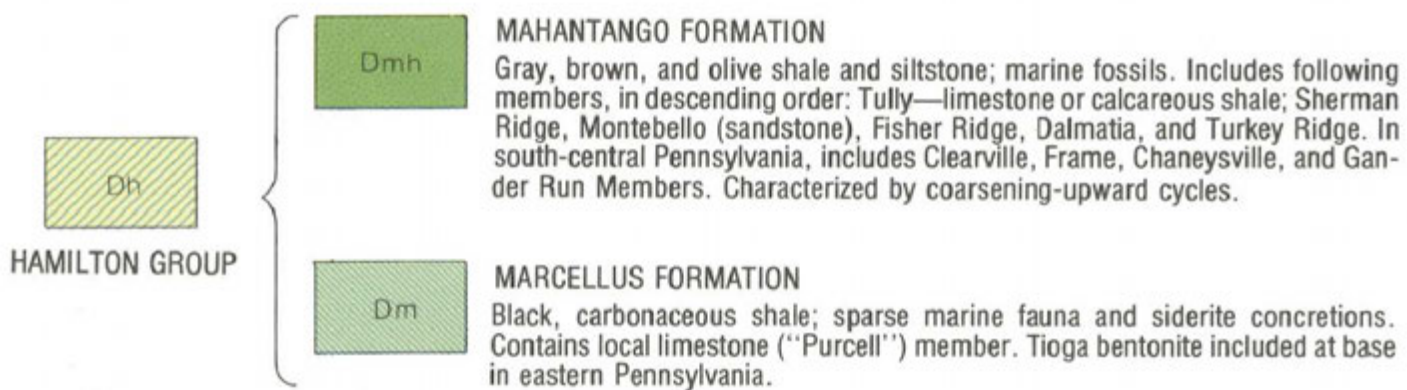 Dmh
MAHANTANGO FORMATION
Gray, brown, and olive shale and siltstone; marine fossils. Includes following
members, in descending order: Tully—limestone or calcareous shale; Sherman
Ridge, Montebello (sandstone), Fisher Ridge, Dalmatia, and Turkey Ridge. In
south-central Pennsylvania, includes Clearville, Frame, Chaneysville, and Gan-
der Run Members. Characterized by coarsening-upward cycles.
Dh
HAMILTON GROUP
Dm
MARCELLUS FORMATION
Black, carbonaceous shale; sparse marine fauna and siderite concretions.
Contains local limestone (‘‘Purcell’’) member. Tioga bentonite included at base
in eastern Pennsylvania.